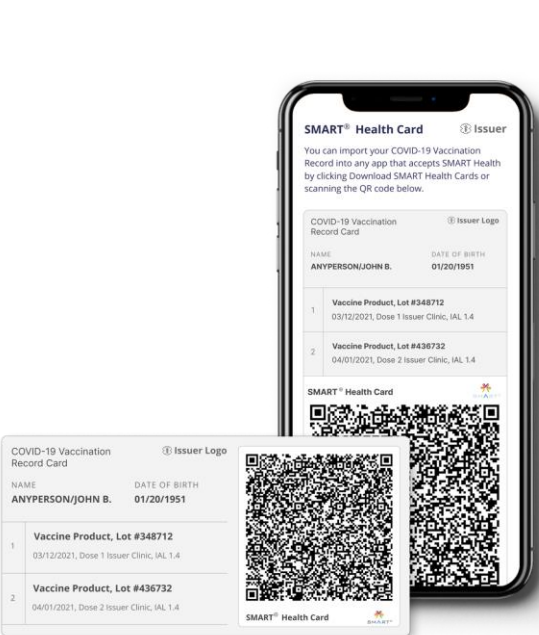 SMART® Health Card
Issuer
You can import your COVID-19 Vaccination
Record into any app that accepts SMART Health
by clicking Download SMART Health Cards or
scanning the QR code below.
COVID-19 Vaccination
Record Card
Issuer Logo
NAME
DATE OF BIRTH
ANYPERSON/JOHN B.
01/20/1951
1
Vaccine Product, Lot #348712
03/12/2021, Dose 1 Issuer Clinic, IAL 1.4
2
Vaccine Product, Lot #436732
04/01/2021, Dose 2 Issuer Clinic, IAL 1.4
SMART® Health Card
SMART
COVID-19 Vaccination
Record Card
Issuer Logo
NAME
DATE OF BIRTH
ANYPERSON/JOHN B.
01/20/1951
1
Vaccine Product, Lot #348712
03/12/2021, Dose 1 Issuer Clinic, IAL 1.4
2
Vaccine Product, Lot #436732
04/01/2021, Dose 2 Issuer Clinic, IAL 1.4
SMART® Health Card
SMART